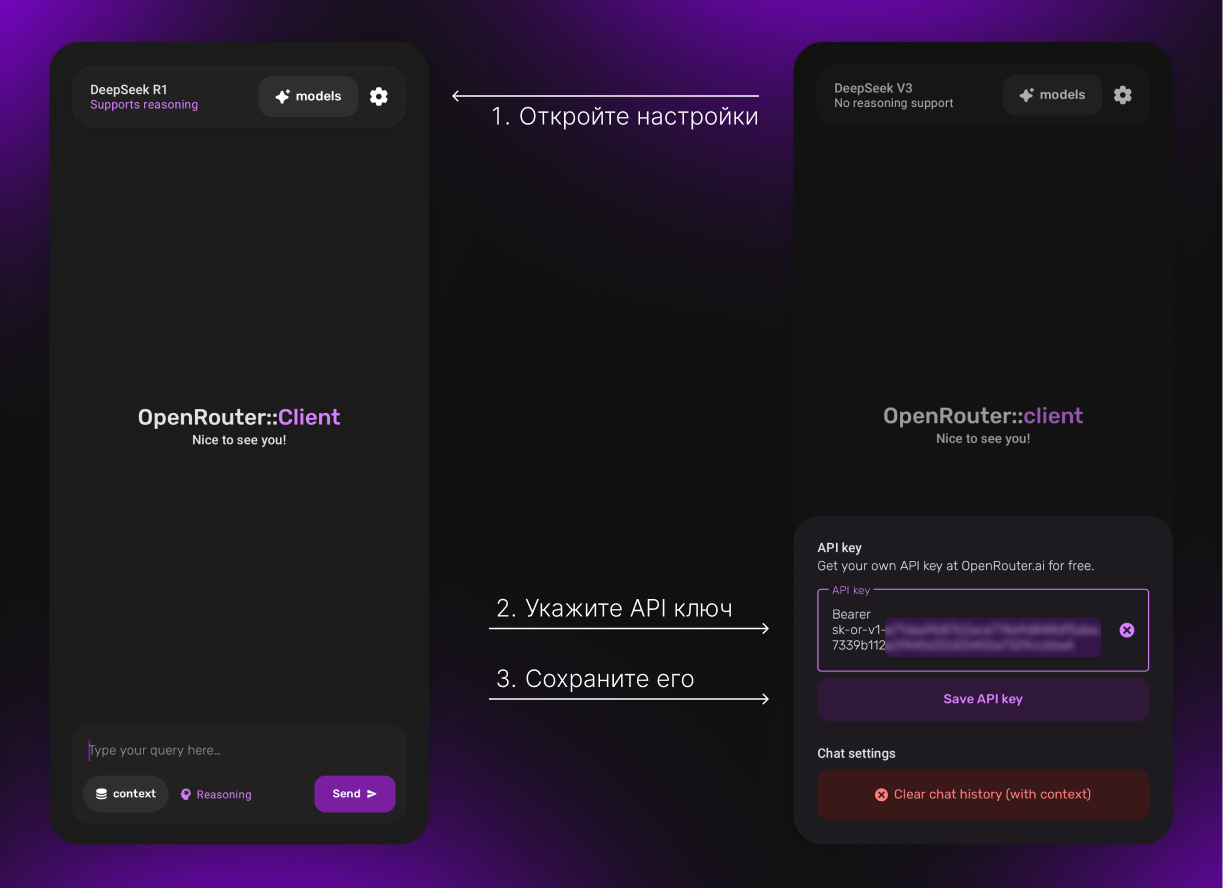 DeepSeek R1
Supports reasoning
models
1. Откройте настройки
DeepSeek V3
No reasoning support
models
OpenRouter::Client
Nice to see you!
OpenRouter::client
Nice to see you!
API key
Get your own API key at OpenRouter.ai for free.
API key
2. Укажите API ключ
Bearer
sk-or-v1-
7339b112
3. Сохраните его
Save API key
Type your query here…
context
Reasoning
Send
Chat settings
Clear chat history (with context)